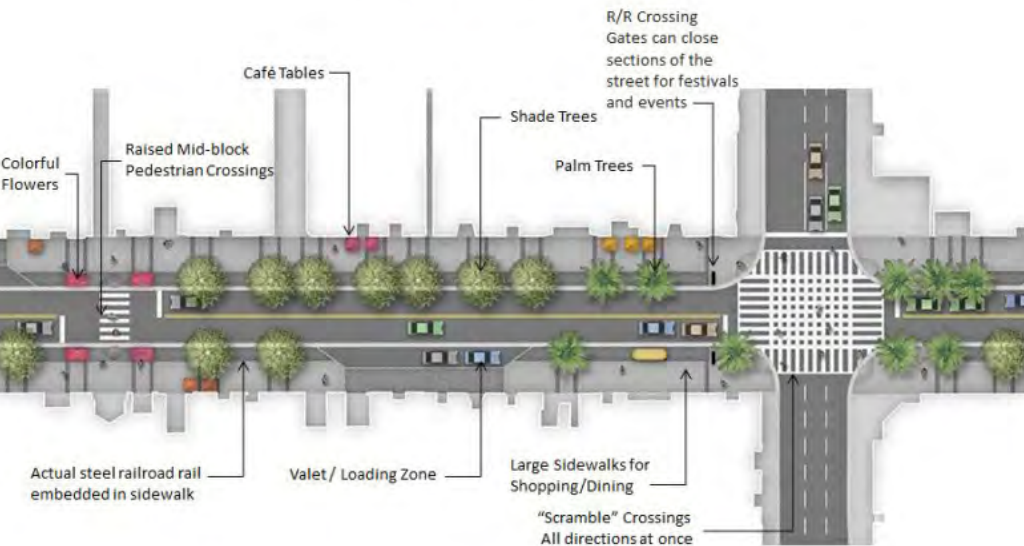 R/R Crossing
Gates can close
sections of the
street for festivals
and events
Café Tables
Shade Trees
Raised Mid-block
Pedestrian Crossings
Colorful
Flowers
Palm Trees
Actual steel railroad rail
embedded in sidewalk
Valet / Loading Zone
Large Sidewalks for
Shopping/Dining
“Scramble” Crossings
All directions at once